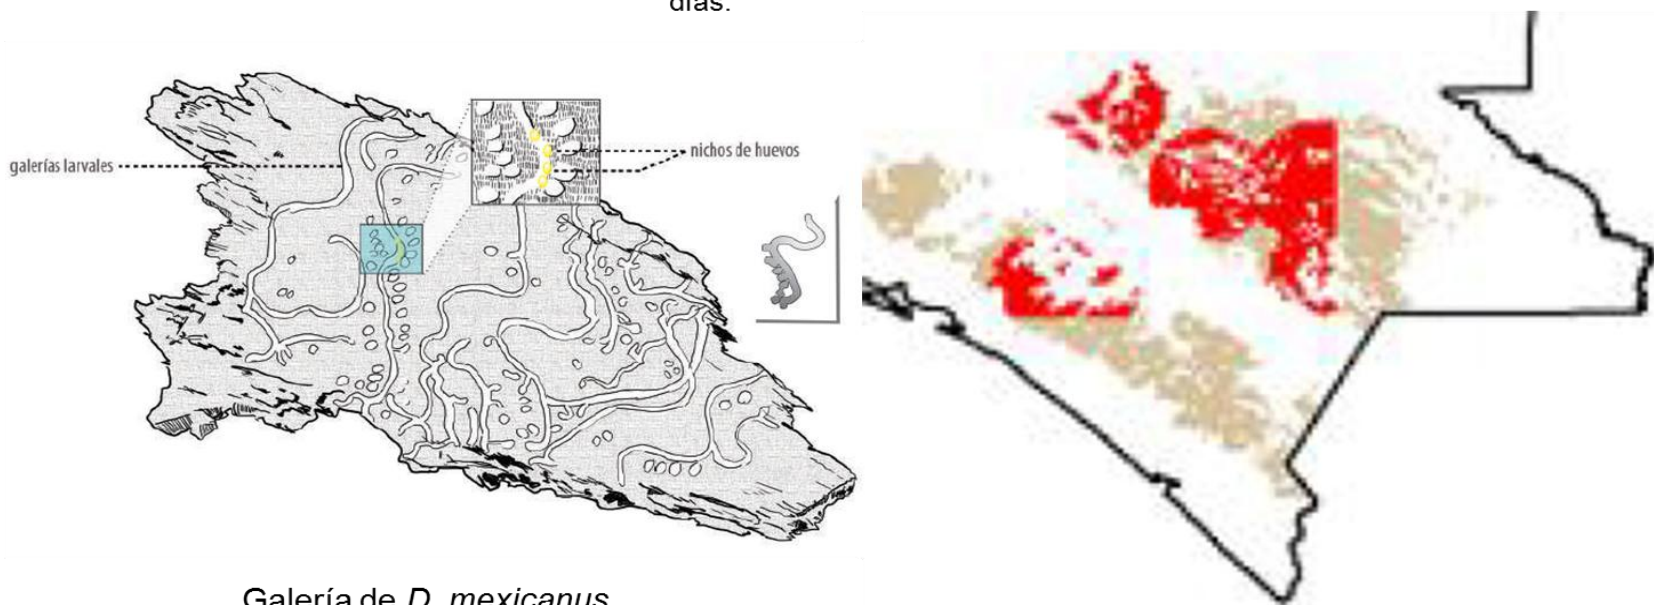 días.
galerías larvales
nichos de huevos
Galería de D. mexicanus